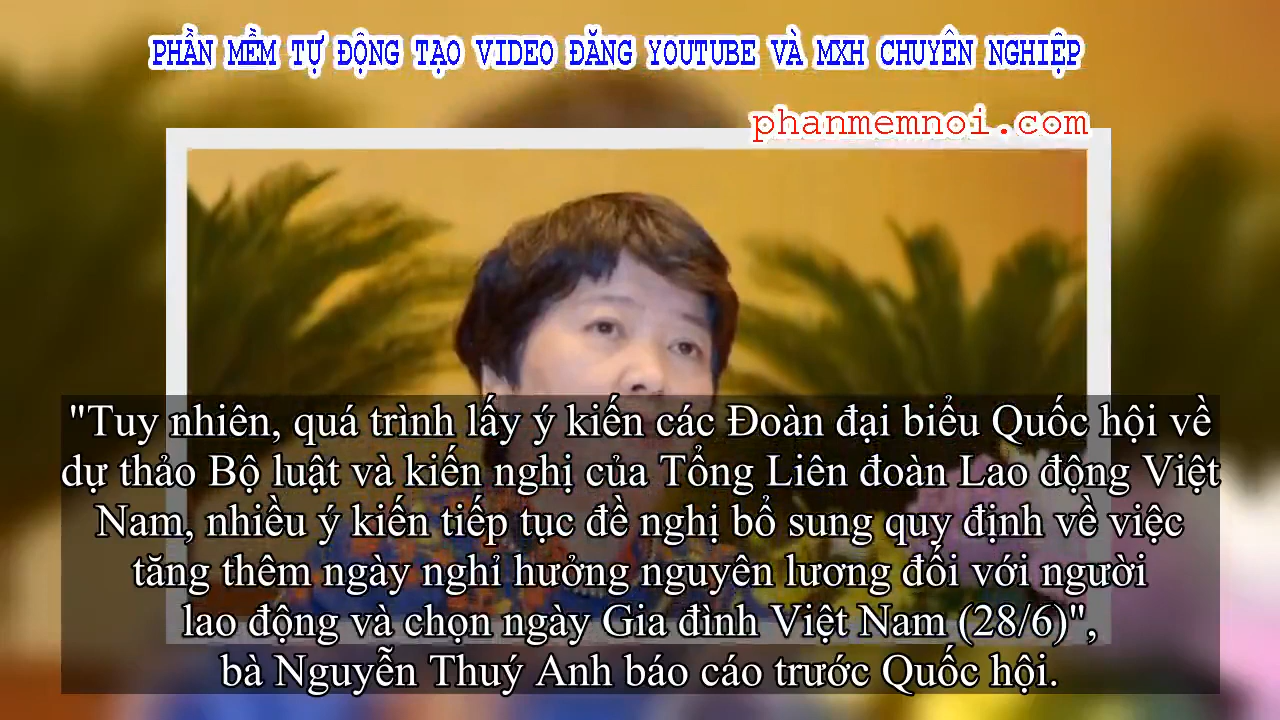 PHẦN MỀM TỰ ĐỘNG TẠO VIDEO ĐĂNG YOUTUBE VÀ MXH CHUYÊN NGHIỆP
phanmemnoi.com
"Tuy nhiên, quá trình lấy ý kiến các Đoàn đại biểu Quốc hội về
dự thảo Bộ luật và kiến nghị của Tổng Liên đoàn Lao động Việt
Nam, nhiều ý kiến tiếp tục đề nghị bổ sung quy định về việc
tăng thêm ngày nghỉ hưởng nguyên lương đối với người
lao động và chọn ngày Gia đình Việt Nam (28/6)",
bà Nguyễn Thuý Anh báo cáo trước Quốc hội.